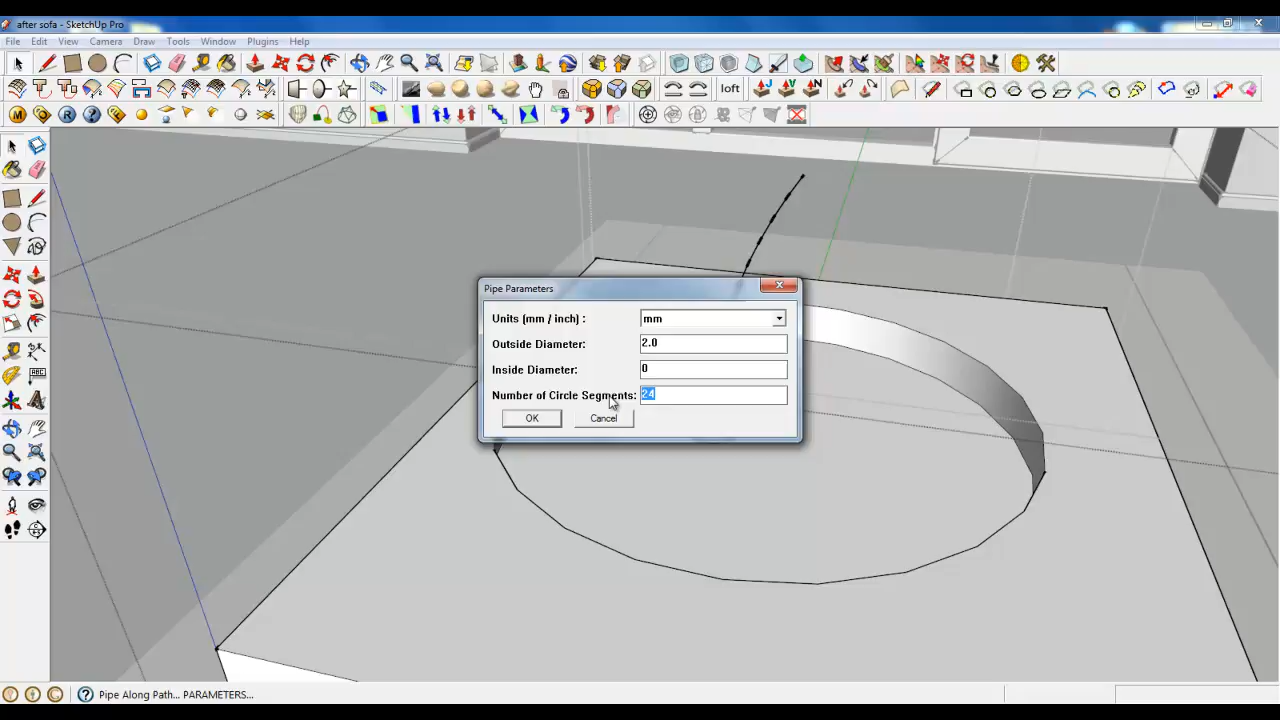 after sofa - SketchUp Pro
File Edit View Camera Draw Tools Window Plugins Help
loft
M Q R ?
Pipe Parameters
Units (mm / inch) : mm
Outside Diameter: 2.0
Inside Diameter: 0
Number of Circle Segments: 24
OK Cancel
ABC
? Pipe Along Path... PARAMETERS...